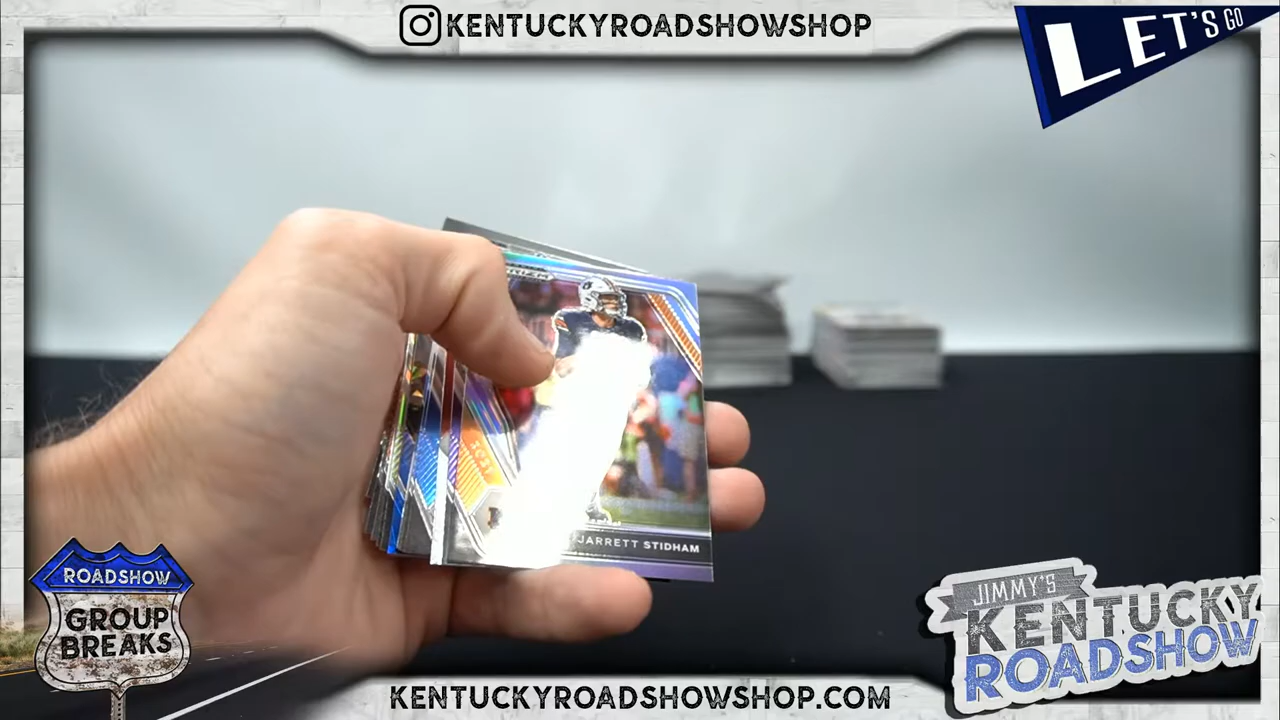 KENTUCKYROADSHOWSHOP
LET'S GO
JARRETT STIDHAM
ROADSHOW
GROUP
BREAKS
JIMMY'S
KENTUCKY
ROADSHOW
KENTUCKYROADSHOWSHOP.COM